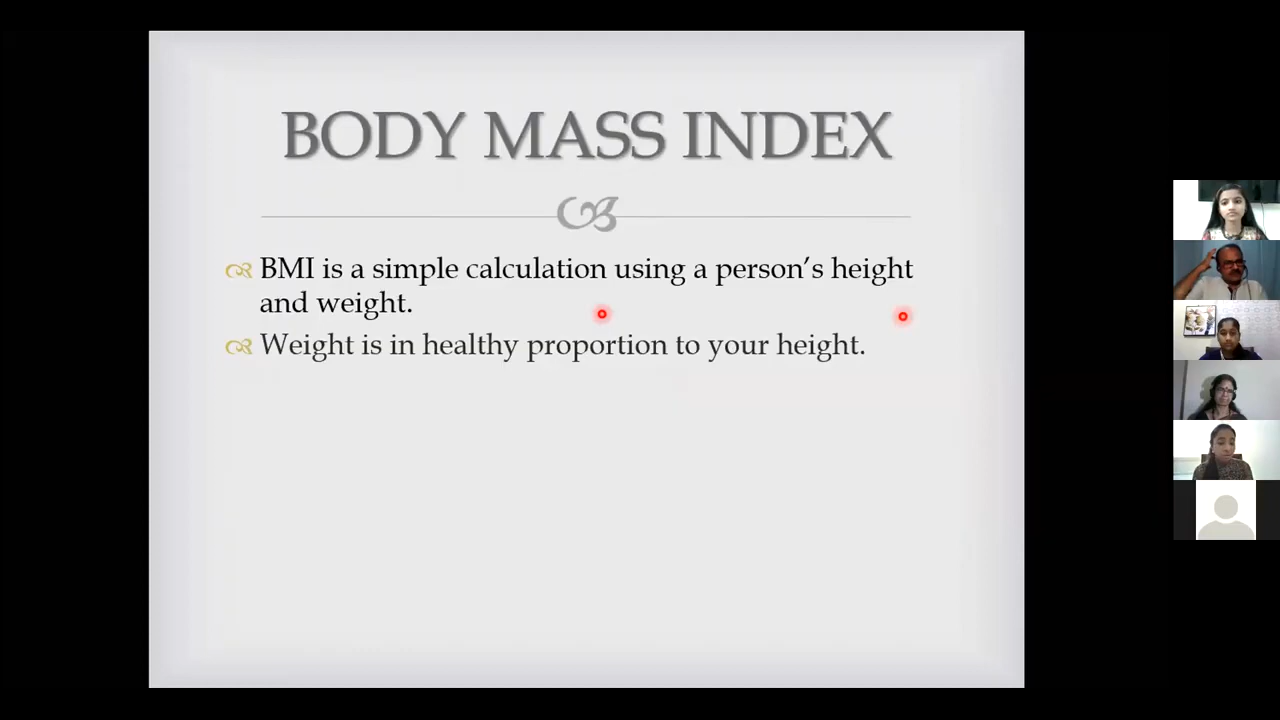 BODY MASS INDEX
BMI is a simple calculation using a person's height
and weight.
Weight is in healthy proportion to your height.